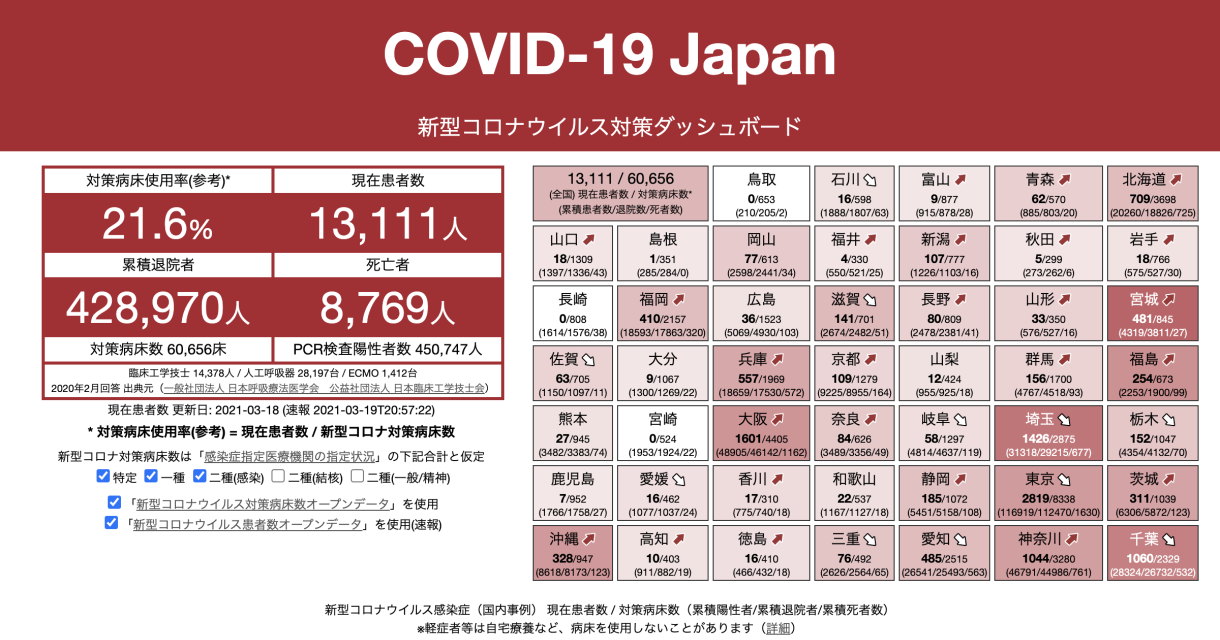 COVID-19 Japan
新型コロナウイルス対策ダッシュボード
対策病床使用率(参考)* 現在患者数
21.6% 13,111人
累積退院者 死亡者
428,970人 8,769人
対策病床数 60,656床 PCR検査陽性者数 450,747人
臨床工学技士 14,378人 / 人工呼吸器 28,197台 / ECMO 1,412台
2020年2月回答 出典元（一般社団法人 日本呼吸療法医学会　公益社団法人 日本臨床工学技士会）
現在患者数 更新日: 2021-03-18 (速報 2021-03-19T20:57:22)
* 対策病床使用率(参考) = 現在患者数 / 新型コロナ対策病床数
新型コロナ対策病床数は「感染症指定医療機関の指定状況」の下記合計と仮定
特定 一種 二種(感染) 二種(結核) 二種(一般/精神)
「新型コロナウイルス対策病床数オープンデータ」を使用
「新型コロナウイルス患者数オープンデータ」を使用(速報)
13,111 / 60,656
(全国) 現在患者数 / 対策病床数*
(累積患者数/退院数/死者数)
鳥取
0/653
(210/205/2)
石川
16/598
(1888/1807/63)
富山
9/877
(915/878/28)
青森
62/570
(885/803/20)
北海道
709/3698
(20260/18826/725)
山口
18/1309
(1397/1336/43)
島根
1/351
(285/284/0)
岡山
77/613
(2598/2441/34)
福井
4/330
(550/521/25)
新潟
107/777
(1226/1103/16)
秋田
5/299
(273/262/6)
岩手
18/766
(575/527/30)
長崎
0/808
(1614/1576/38)
福岡
410/2157
(18593/17863/320)
広島
36/1523
(5069/4930/103)
滋賀
141/701
(2674/2482/51)
長野
80/809
(2478/2381/41)
山形
33/350
(576/527/16)
宮城
481/845
(4319/3811/27)
佐賀
63/705
(1150/1097/11)
大分
9/1067
(1300/1269/22)
兵庫
557/1969
(18659/17530/572)
京都
109/1279
(9225/8955/164)
山梨
12/424
(955/925/18)
群馬
156/1700
(4767/4518/93)
福島
254/673
(2253/1900/99)
熊本
27/945
(3482/3383/74)
宮崎
0/524
(1953/1924/22)
大阪
1601/4405
(48905/46142/1162)
奈良
84/626
(3489/3356/49)
岐阜
58/1297
(4814/4637/119)
埼玉
1426/2875
(31318/29215/677)
栃木
152/1047
(4354/4132/70)
鹿児島
7/952
(1766/1758/27)
愛媛
16/462
(1077/1037/24)
香川
17/310
(775/740/18)
和歌山
22/537
(1167/1127/18)
静岡
185/1072
(5451/5158/108)
東京
2819/8338
(116919/112470/1630)
茨城
311/1039
(6306/5872/123)
沖縄
328/947
(8618/8173/123)
高知
10/403
(911/882/19)
徳島
16/410
(466/432/18)
三重
76/492
(2626/2564/65)
愛知
485/2515
(26541/25493/563)
神奈川
1044/3280
(46791/44986/761)
千葉
1060/2329
(28324/26732/532)
新型コロナウイルス感染症（国内事例） 現在患者数 / 対策病床数（累積陽性者/累積退院者/累積死者数）
※軽症者等は自宅療養など、病床を使用しないことがあります（詳細）